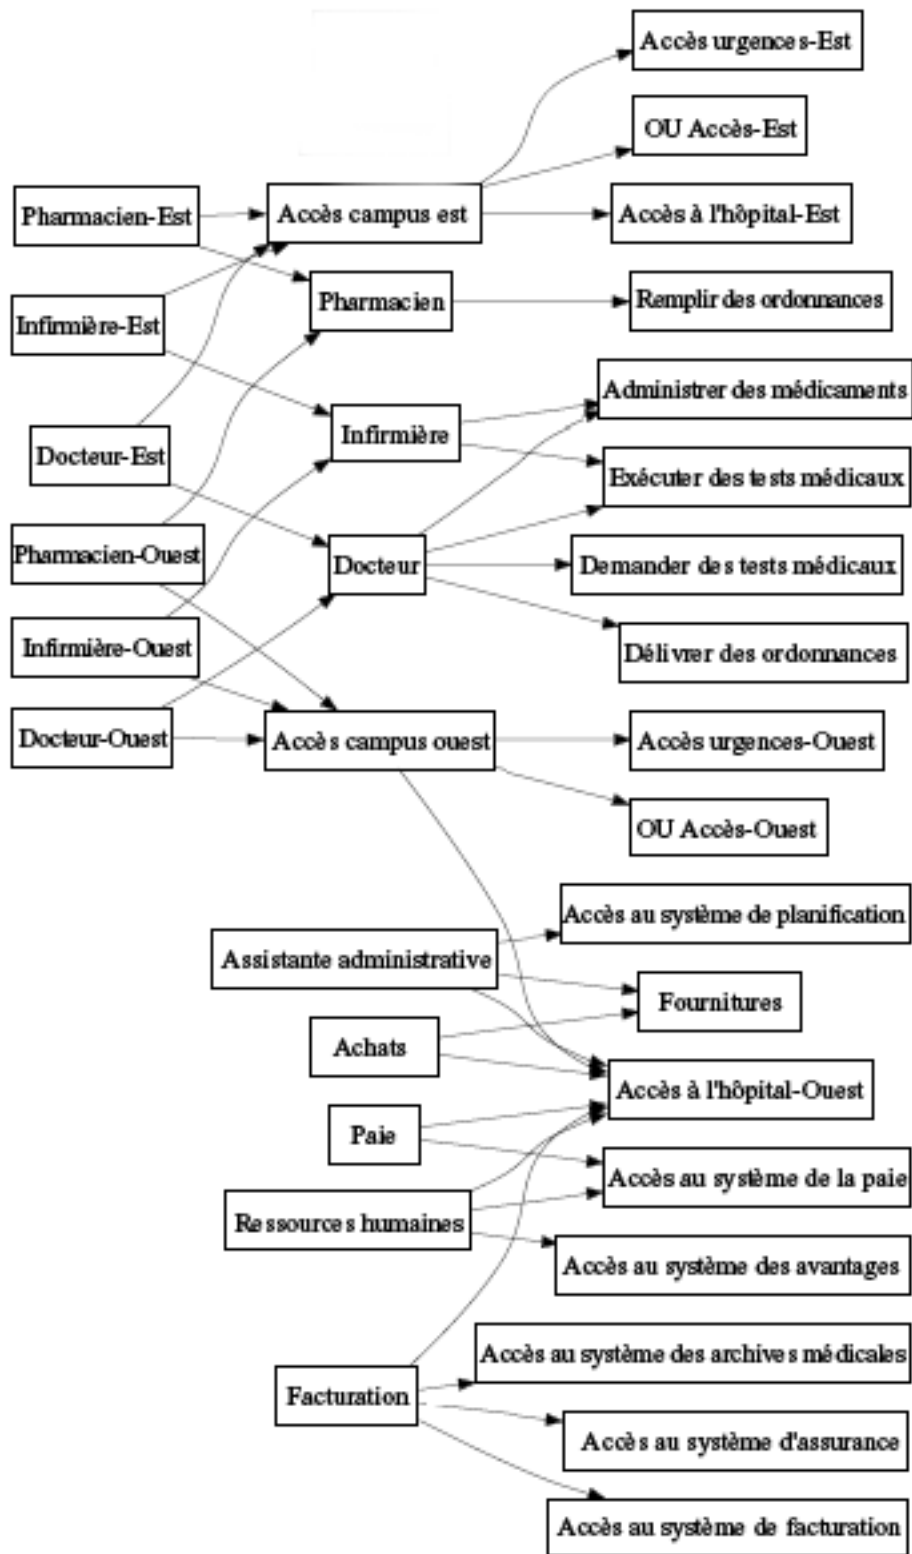 Accès urgences-Est
OU Accès-Est
Pharmacien-Est
Accès campus est
Accès à l'hôpital-Est
Pharmacien
Remplir des ordonnances
Infirmière-Est
Administrer des médicaments
Infirmière
Docteur-Est
Exécuter des tests médicaux
Pharmacien-Ouest
Docteur
Demander des tests médicaux
Infirmière-Ouest
Délivrer des ordonnances
Docteur-Ouest
Accès campus ouest
Accès urgences-Ouest
OU Accès-Ouest
Accès au système de planification
Assistante administrative
Fournitures
Achats
Accès à l'hôpital-Ouest
Paie
Accès au système de la paie
Ressources humaines
Accès au système des avantages
Accès au système des archives médicales
Facturation
Accès au système d'assurance
Accès au système de facturation